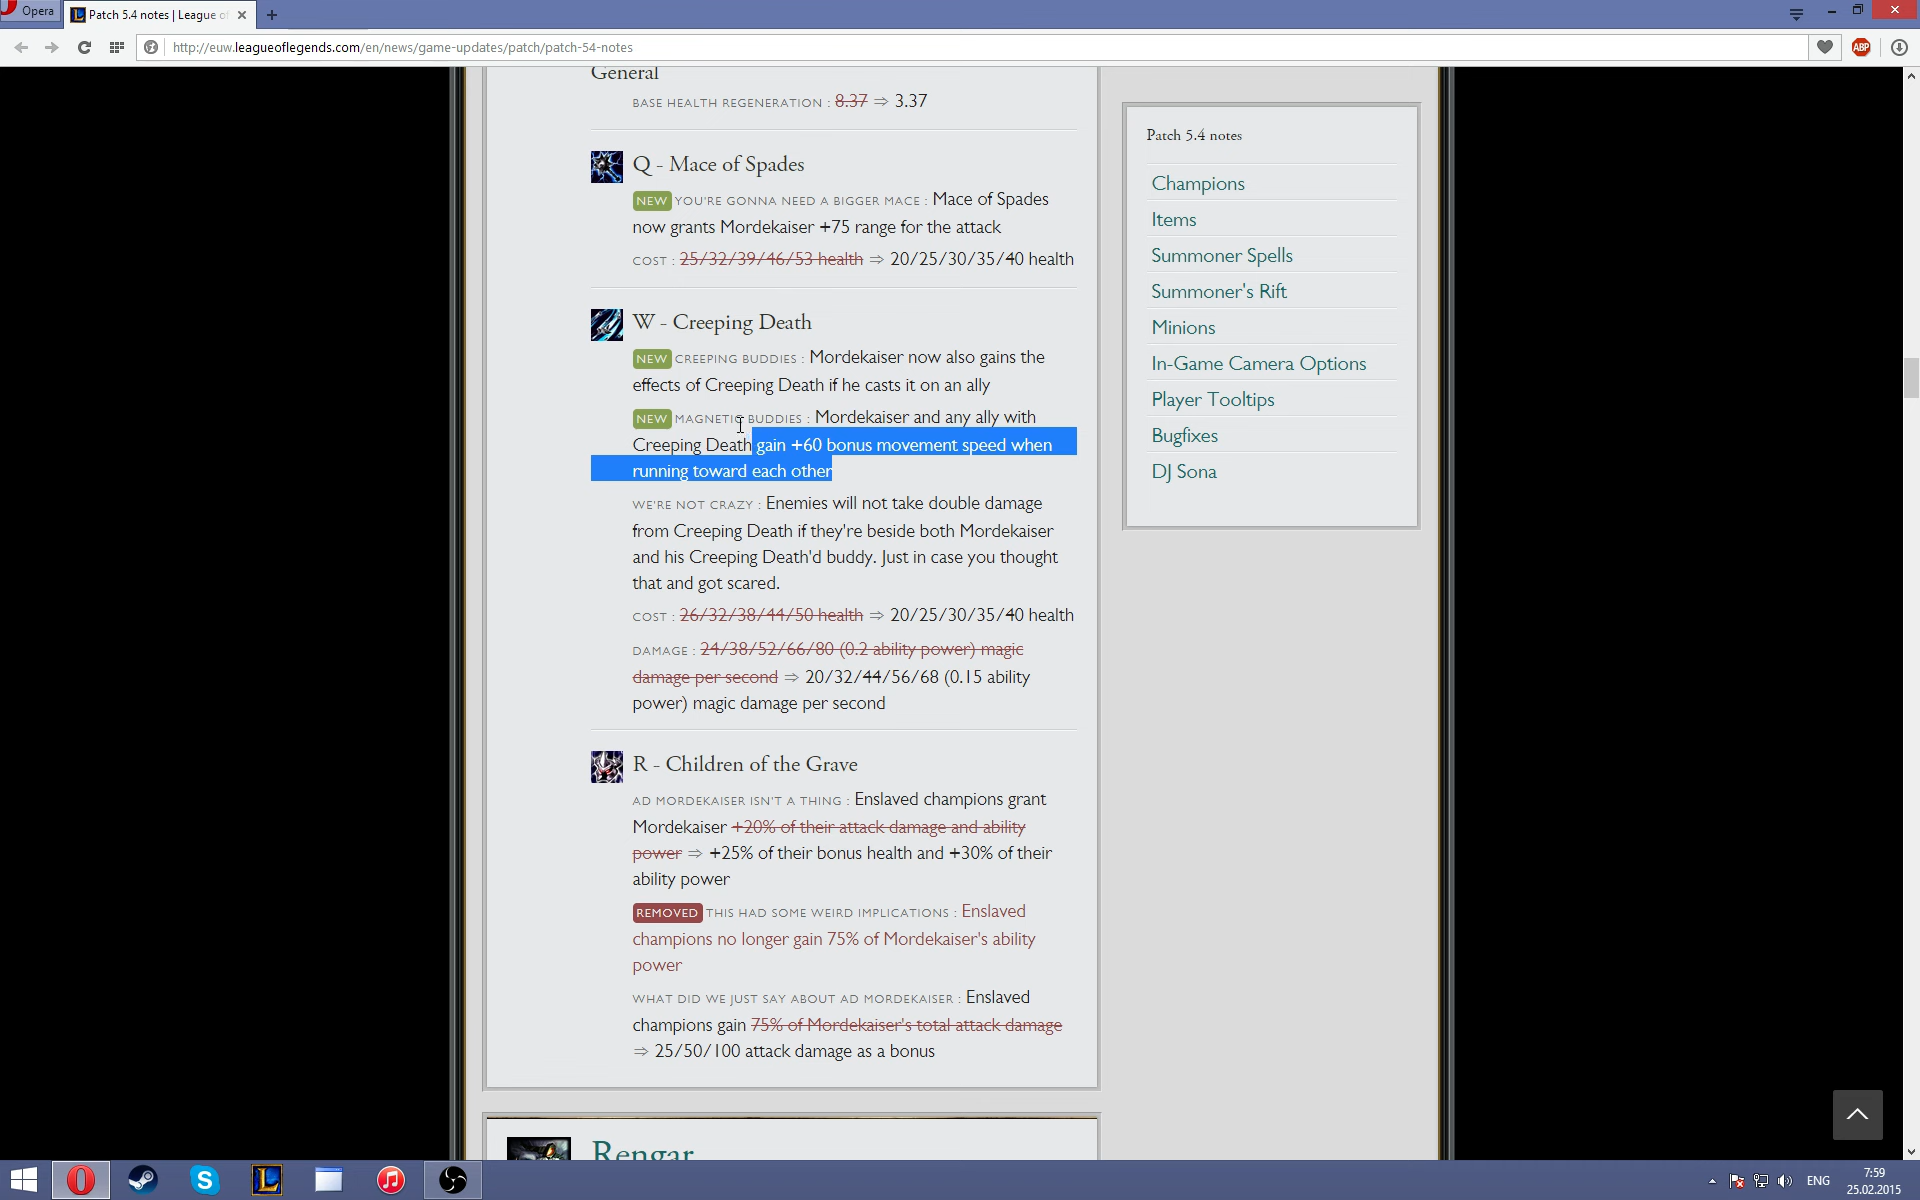 Opera
Patch 5.4 notes | League of
http://euw.leagueoflegends.com/en/news/game-updates/patch/patch-54-notes
ABP
General
BASE HEALTH REGENERATION : 8.37 ⇒ 3.37
Q - Mace of Spades
NEW YOU'RE GONNA NEED A BIGGER MACE : Mace of Spades
now grants Mordekaiser +75 range for the attack
COST : 25/32/39/46/53 health ⇒ 20/25/30/35/40 health
W - Creeping Death
NEW CREEPING BUDDIES : Mordekaiser now also gains the
effects of Creeping Death if he casts it on an ally
NEW MAGNETIC BUDDIES : Mordekaiser and any ally with
Creeping Death gain +60 bonus movement speed when
running toward each other
WE'RE NOT CRAZY : Enemies will not take double damage
from Creeping Death if they're beside both Mordekaiser
and his Creeping Death'd buddy. Just in case you thought
that and got scared.
COST : 26/32/38/44/50 health ⇒ 20/25/30/35/40 health
DAMAGE : 24/38/52/66/80 (0.2 ability power) magic
damage per second ⇒ 20/32/44/56/68 (0.15 ability
power) magic damage per second
R - Children of the Grave
AD MORDEKAISER ISN'T A THING : Enslaved champions grant
Mordekaiser +20% of their attack damage and ability
power ⇒ +25% of their bonus health and +30% of their
ability power
REMOVED THIS HAD SOME WEIRD IMPLICATIONS : Enslaved
champions no longer gain 75% of Mordekaiser's ability
power
WHAT DID WE JUST SAY ABOUT AD MORDEKAISER : Enslaved
champions gain 75% of Mordekaiser's total attack damage
⇒ 25/50/100 attack damage as a bonus
Rengar
Patch 5.4 notes
Champions
Items
Summoner Spells
Summoner's Rift
Minions
In-Game Camera Options
Player Tooltips
Bugfixes
DJ Sona
ENG
7:59
25.02.2015